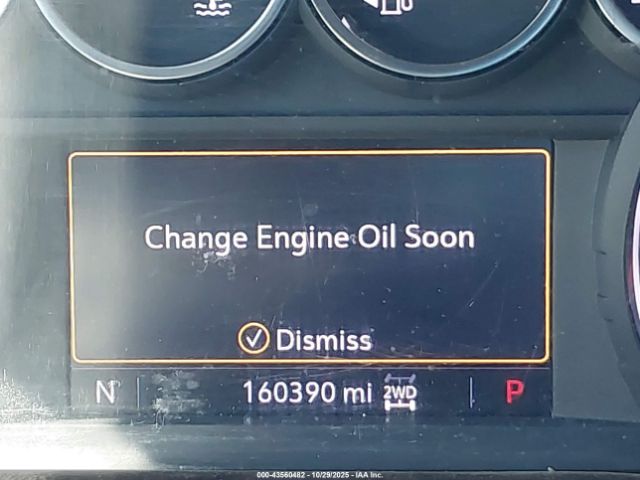 Change Engine Oil Soon
Dismiss
N 160390 mi 2WD P
000-43560482 - 10/29/2025 - IAA Inc.